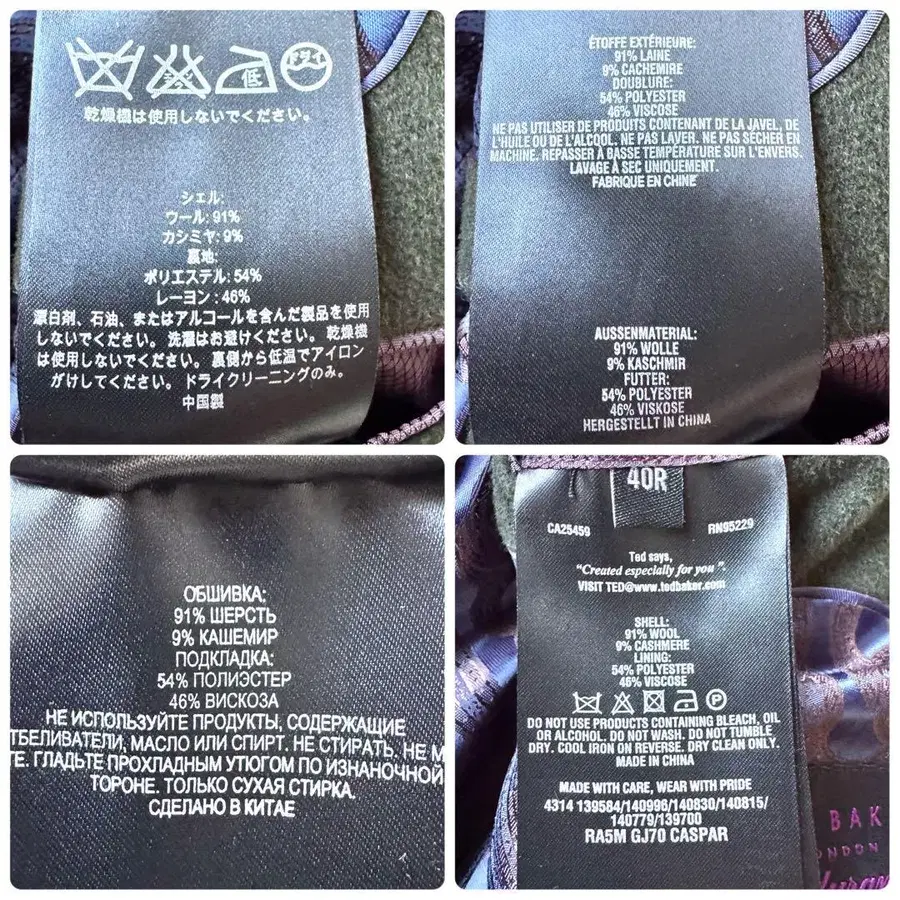 低 ドライ
乾燥機は使用しないでください。
シェル:
ウール: 91%
カシミヤ: 9%
裏地:
ポリエステル: 54%
レーヨン : 46%
漂白剤、石油、またはアルコールを含んだ製品を使用
しないでください。洗濯はお避けください。乾燥機
は使用しないでください。裏側から低温でアイロン
がけしてください。ドライクリーニングのみ。
中国製
ÉTOFFE EXTÉRIEURE:
91% LAINE
9% CACHEMIRE
DOUBLURE:
54% POLYESTER
46% VISCOSE
NE PAS UTILISER DE PRODUITS CONTENANT DE LA JAVEL, DE
L'HUILE OU DE L'ALCOOL. NE PAS LAVER. NE PAS SÉCHER EN
MACHINE. REPASSER À BASSE TEMPÉRATURE SUR L'ENVERS.
LAVAGE À SEC UNIQUEMENT.
FABRIQUÉ EN CHINE
AUSSENMATERIAL:
91% WOLLE
9% KASCHMIR
FUTTER:
54% POLYESTER
46% VISKOSE
HERGESTELLT IN CHINA
ОБШИВКА:
91% ШЕРСТЬ
9% КАШЕМИР
ПОДКЛАДКА:
54% ПОЛИЭСТЕР
46% ВИСКОЗА
НЕ ИСПОЛЬЗУЙТЕ ПРОДУКТЫ, СОДЕРЖАЩИЕ
ТБЕЛИВАТЕЛИ, МАСЛО ИЛИ СПИРТ. НЕ СТИРАТЬ. НЕ М
ТЕ. ГЛАДЬТЕ ПРОХЛАДНЫМ УТЮГОМ ПО ИЗНАНОЧНОЙ
ТОРОНЕ. ТОЛЬКО СУХАЯ СТИРКА.
СДЕЛАНО В КИТАЕ
40R
CA25459 RN95229
Ted says,
"Created especially for you"
VISIT TED@www.tedbaker.com
SHELL:
91% WOOL
9% CASHMERE
LINING:
54% POLYESTER
46% VISCOSE
P
DO NOT USE PRODUCTS CONTAINING BLEACH, OIL
OR ALCOHOL. DO NOT WASH. DO NOT TUMBLE
DRY. COOL IRON ON REVERSE. DRY CLEAN ONLY.
MADE IN CHINA
MADE WITH CARE, WEAR WITH PRIDE
4314 139584/140996/140830/140815/
140779/139700
RA5M GJ70 CASPAR
BAK
ONDON